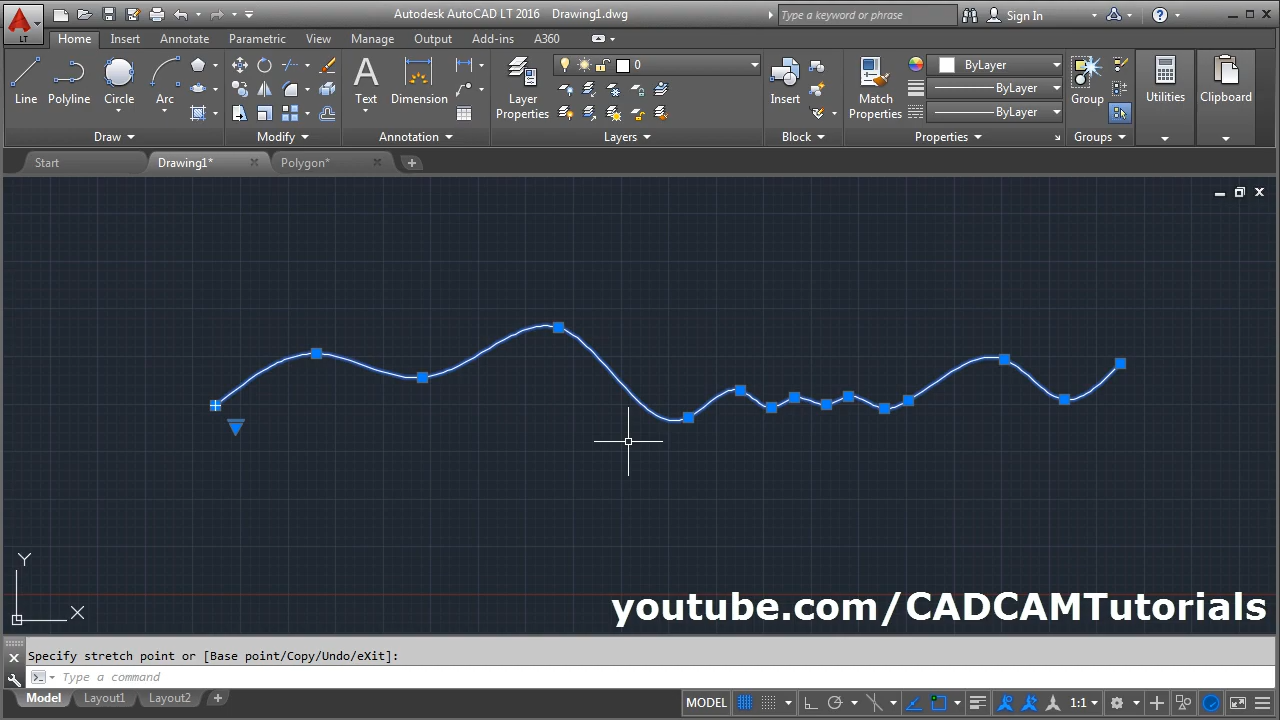 Autodesk AutoCAD LT 2016 Drawing1.dwg
Type a keyword or phrase
Sign In
LT
Home Insert Annotate Parametric View Manage Output Add-ins A360
Line Polyline Circle Arc
Text Dimension
Layer
Properties
0
Insert
Match
Properties
ByLayer
ByLayer
ByLayer
Group
Utilities
Clipboard
Draw Modify Annotation Layers Block Properties Groups
Start Drawing1* Polygon*
Y
X
youtube.com/CADCAMTutorials
Specify stretch point or [Base point/Copy/Undo/eXit]:
Type a command
Model Layout1 Layout2
MODEL 1:1